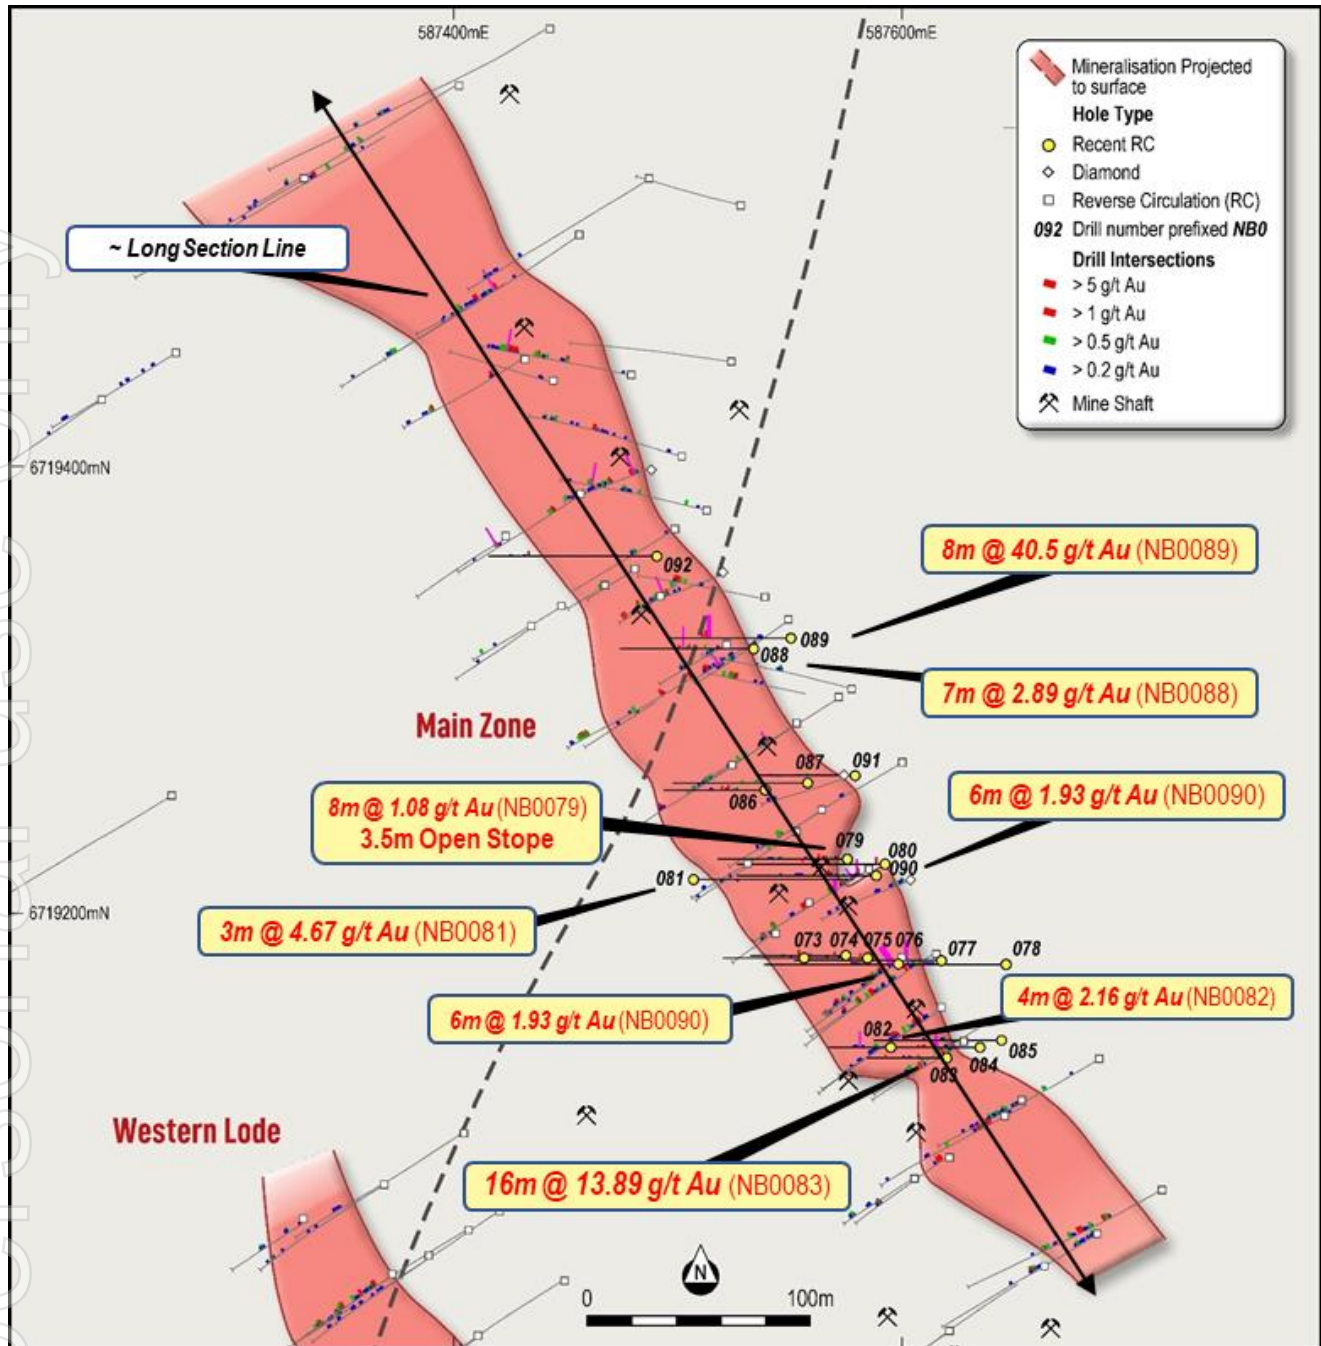 587400mE
587600mE
Mineralisation Projected
to surface
Hole Type
Recent RC
Diamond
Reverse Circulation (RC)
092 Drill number prefixed NB0
Drill Intersections
> 5 g/t Au
> 1 g/t Au
> 0.5 g/t Au
> 0.2 g/t Au
Mine Shaft
~ Long Section Line
6719400mN
092
8m @ 40.5 g/t Au (NB0089)
089
088
7m @ 2.89 g/t Au (NB0088)
Main Zone
087
091
086
6m @ 1.93 g/t Au (NB0090)
8m @ 1.08 g/t Au (NB0079)
3.5m Open Stope
079
080
090
081
6719200mN
3m @ 4.67 g/t Au (NB0081)
073
074
075
076
077
078
4m @ 2.16 g/t Au (NB0082)
6m @ 1.93 g/t Au (NB0090)
082
085
084
083
Western Lode
16m @ 13.89 g/t Au (NB0083)
N
0
100m